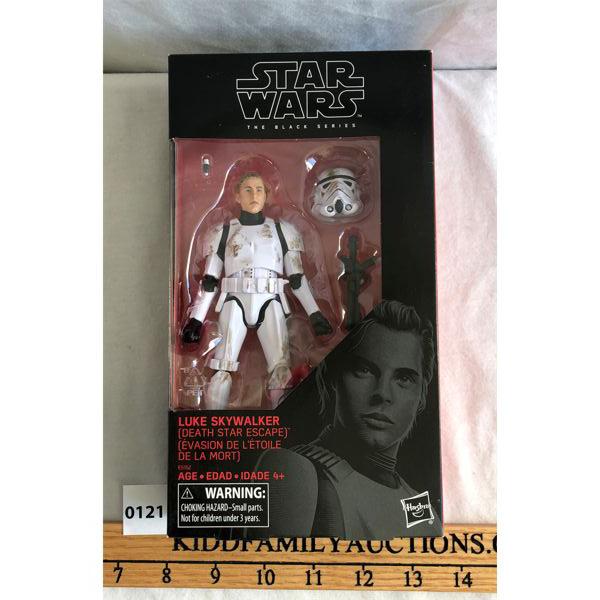 STAR
WARS
THE BLACK SERIES
PET
LUKE SKYWALKER
(DEATH STAR ESCAPE)
(ÉVASION DE L'ÉTOILE
DE LA MORT)
AGE • EDAD • IDADE 4+
WARNING:
CHOKING HAZARD–Small parts.
Not for children under 3 years.
Hasbro
0121
KIDDFAMILYAUCTIONS.C
7 8 9 10 11 12 13 14